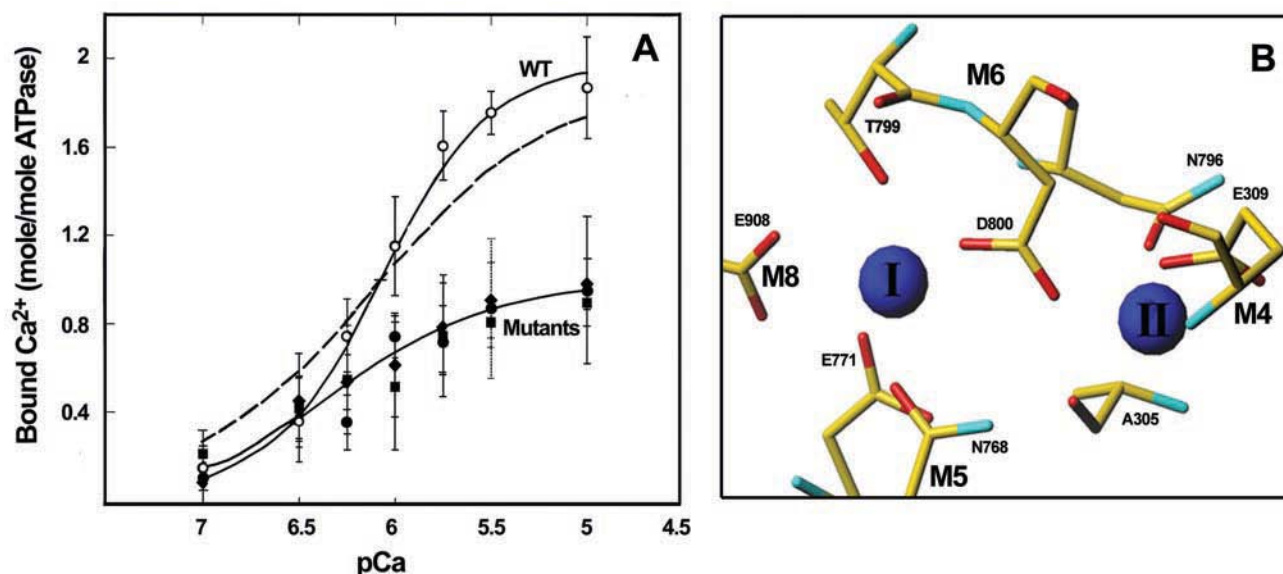 A
WT
Mutants
Bound Ca2+ (mole/mole ATPase)
2
1.6
1.2
0.8
0.4
7
6.5
6
5.5
5
4.5
pCa
B
M6
T799
N796
E309
E908
D800
M8
I
II
M4
E771
A305
N768
M5